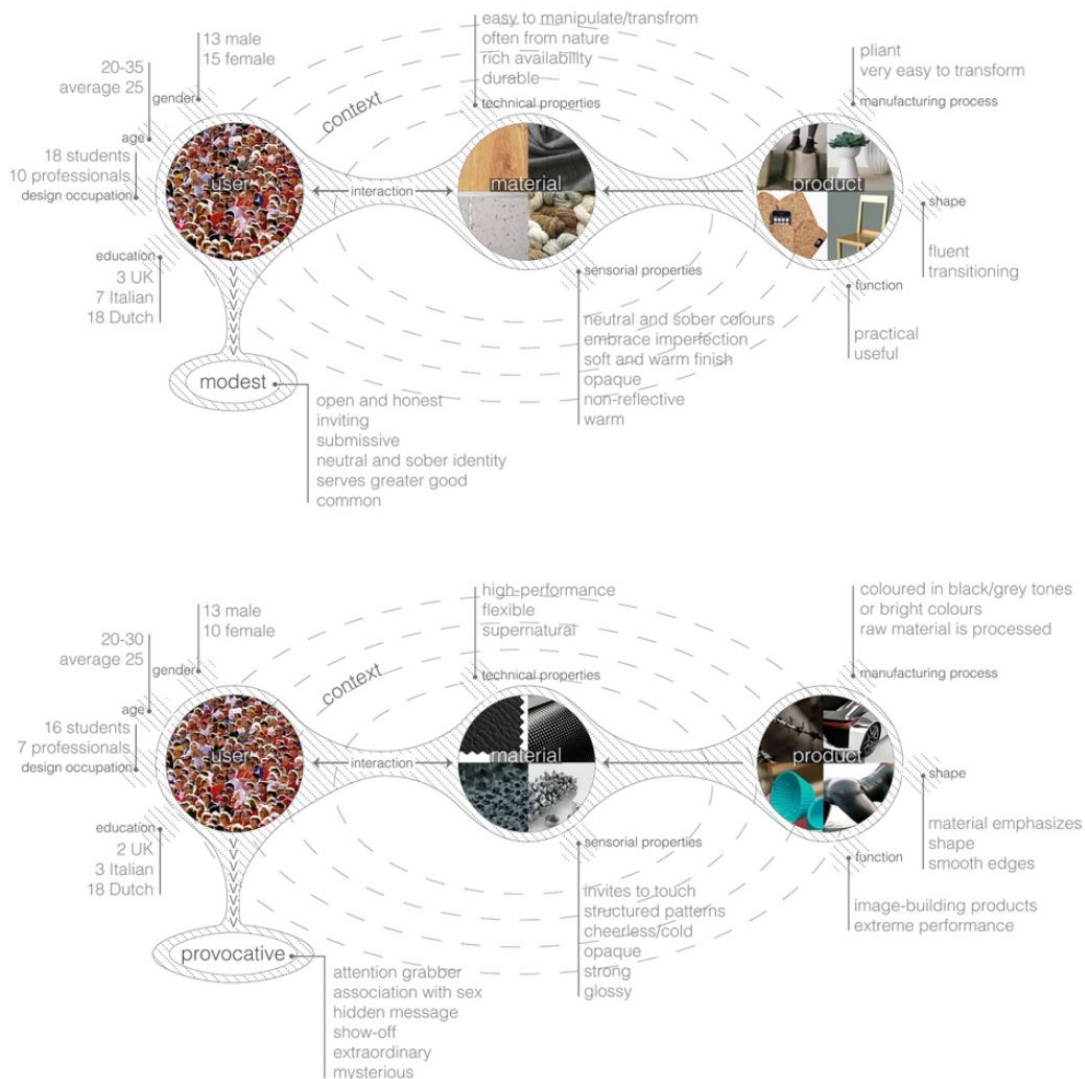 13 male
15 female
gender
20-35
average 25
age
18 students
10 professionals
design occupation
education
3 UK
7 Italian
18 Dutch
context
easy to manipulate/transfrom
often from nature
rich availability
durable
technical properties
pliant
very easy to transform
manufacturing process
user
interaction
material
product
shape
fluent
transitioning
sensorial properties
neutral and sober colours
embrace imperfection
soft and warm finish
opaque
non-reflective
warm
function
practical
useful
modest
open and honest
inviting
submissive
neutral and sober identity
serves greater good
common
13 male
10 female
gender
20-30
average 25
age
16 students
7 professionals
design occupation
education
2 UK
3 Italian
18 Dutch
context
high-performance
flexible
supernatural
technical properties
coloured in black/grey tones
or bright colours
raw material is processed
manufacturing process
user
interaction
material
product
shape
material emphasizes
shape
smooth edges
sensorial properties
invites to touch
structured patterns
cheerless/cold
opaque
strong
glossy
function
image-building products
extreme performance
provocative
attention grabber
association with sex
hidden message
show-off
extraordinary
mysterious